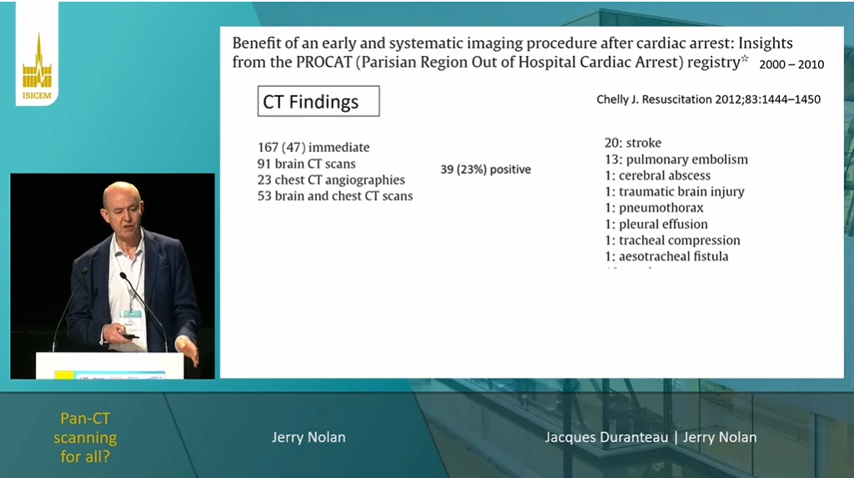 ISICEM
Benefit of an early and systematic imaging procedure after cardiac arrest: Insights
from the PROCAT (Parisian Region Out of Hospital Cardiac Arrest) registry☆ 2000 – 2010
CT Findings
Chelly J. Resuscitation 2012;83:1444–1450
167 (47) immediate
91 brain CT scans
23 chest CT angiographies
53 brain and chest CT scans
39 (23%) positive
20: stroke
13: pulmonary embolism
1: cerebral abscess
1: traumatic brain injury
1: pneumothorax
1: pleural effusion
1: tracheal compression
1: aesotracheal fistula
Pan-CT
scanning
for all?
Jerry Nolan
Jacques Duranteau | Jerry Nolan